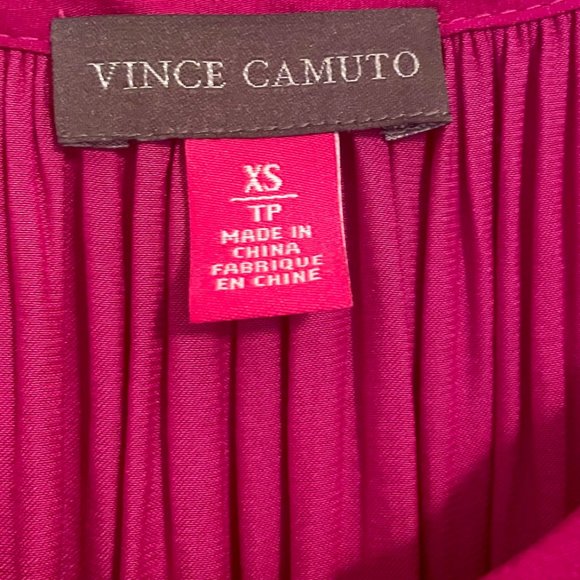 VINCE CAMUTO
XS
TP
MADE IN
CHINA
FABRIQUE
EN CHINE